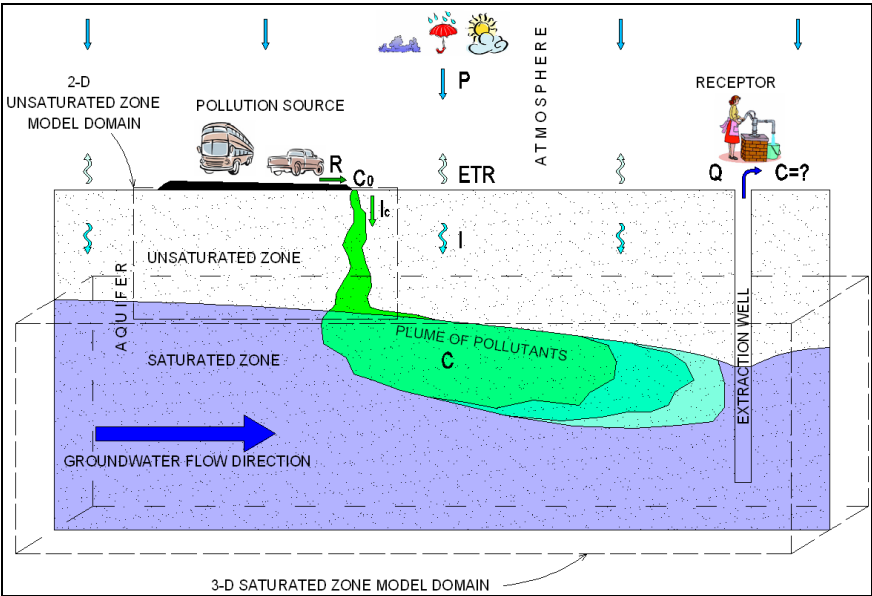 2-D
UNSATURATED ZONE
MODEL DOMAIN
POLLUTION SOURCE
P
ATMOSPHERE
RECEPTOR
R
C0
ETR
Q
C=?
Ic
I
UNSATURATED ZONE
AQUIFER
SATURATED ZONE
PLUME OF POLLUTANTS
C
EXTRACTION WELL
GROUNDWATER FLOW DIRECTION
3-D SATURATED ZONE MODEL DOMAIN